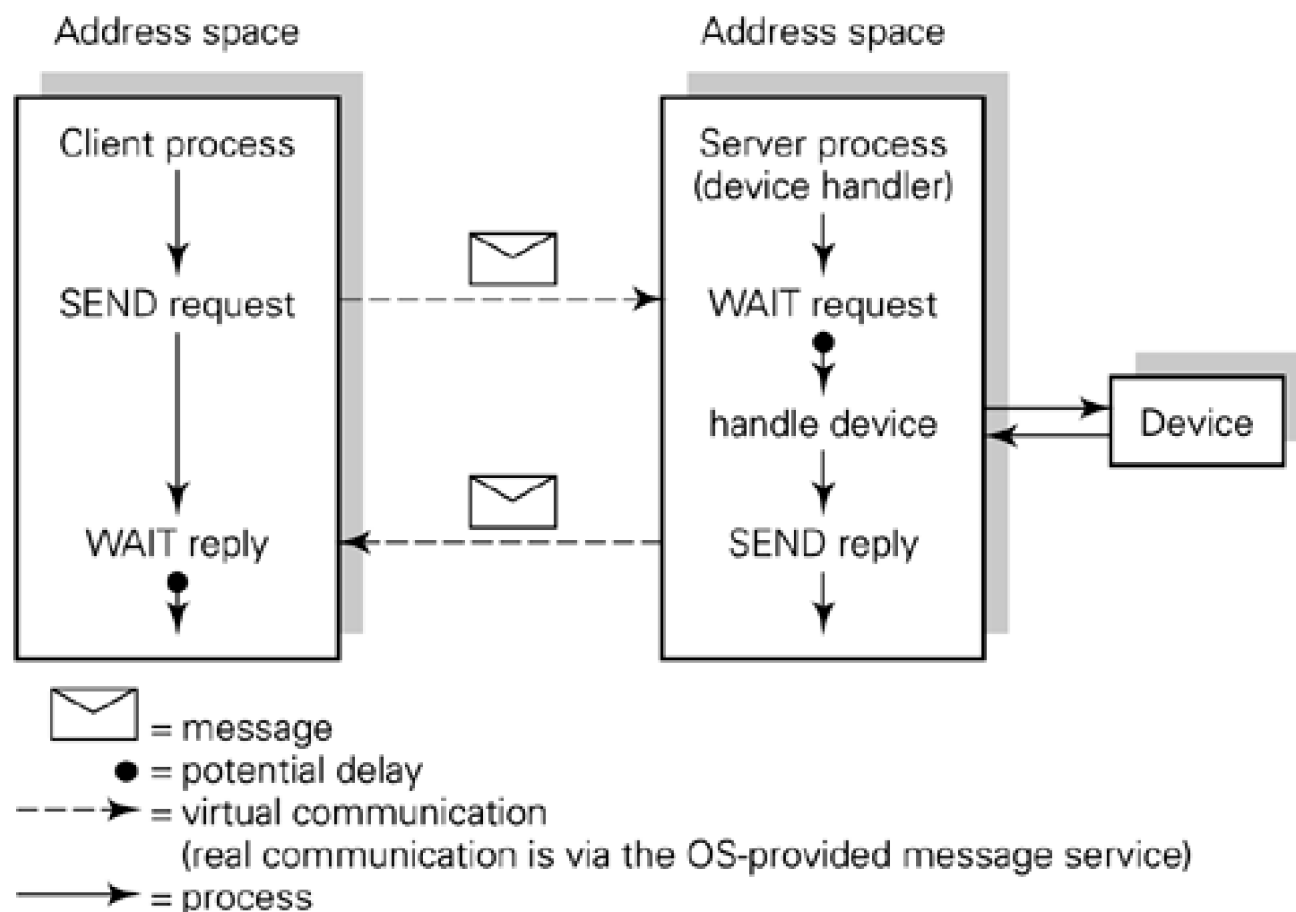 Address space
Address space
Client process
SEND request
WAIT reply
Server process
(device handler)
WAIT request
handle device
SEND reply
Device
= message
= potential delay
= virtual communication
(real communication is via the OS-provided message service)
= process